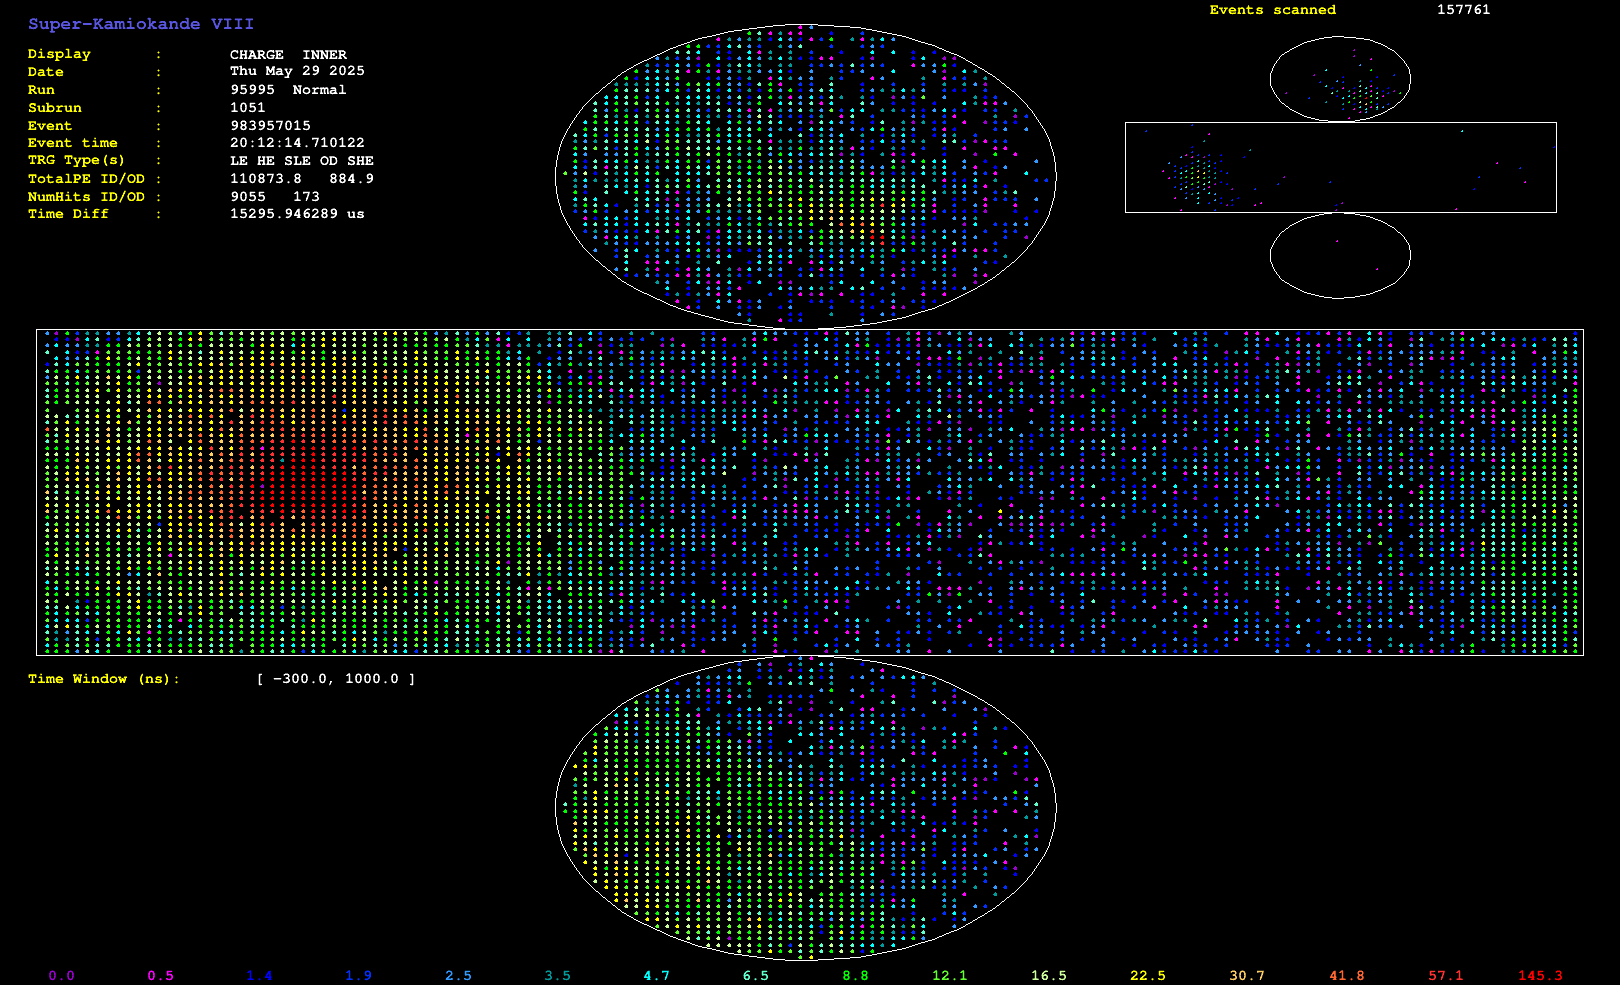 Super-Kamiokande VIII
Events scanned 157761
Display : CHARGE INNER
Date : Thu May 29 2025
Run : 95995 Normal
Subrun : 1051
Event : 983957015
Event time : 20:12:14.710122
TRG Type(s) : LE HE SLE OD SHE
TotalPE ID/OD : 110873.8 884.9
NumHits ID/OD : 9055 173
Time Diff : 15295.946289 us
Time Window (ns): [ -300.0, 1000.0 ]
0.0 0.5 1.4 1.9 2.5 3.5 4.7 6.5 8.8 12.1 16.5 22.5 30.7 41.8 57.1 145.3